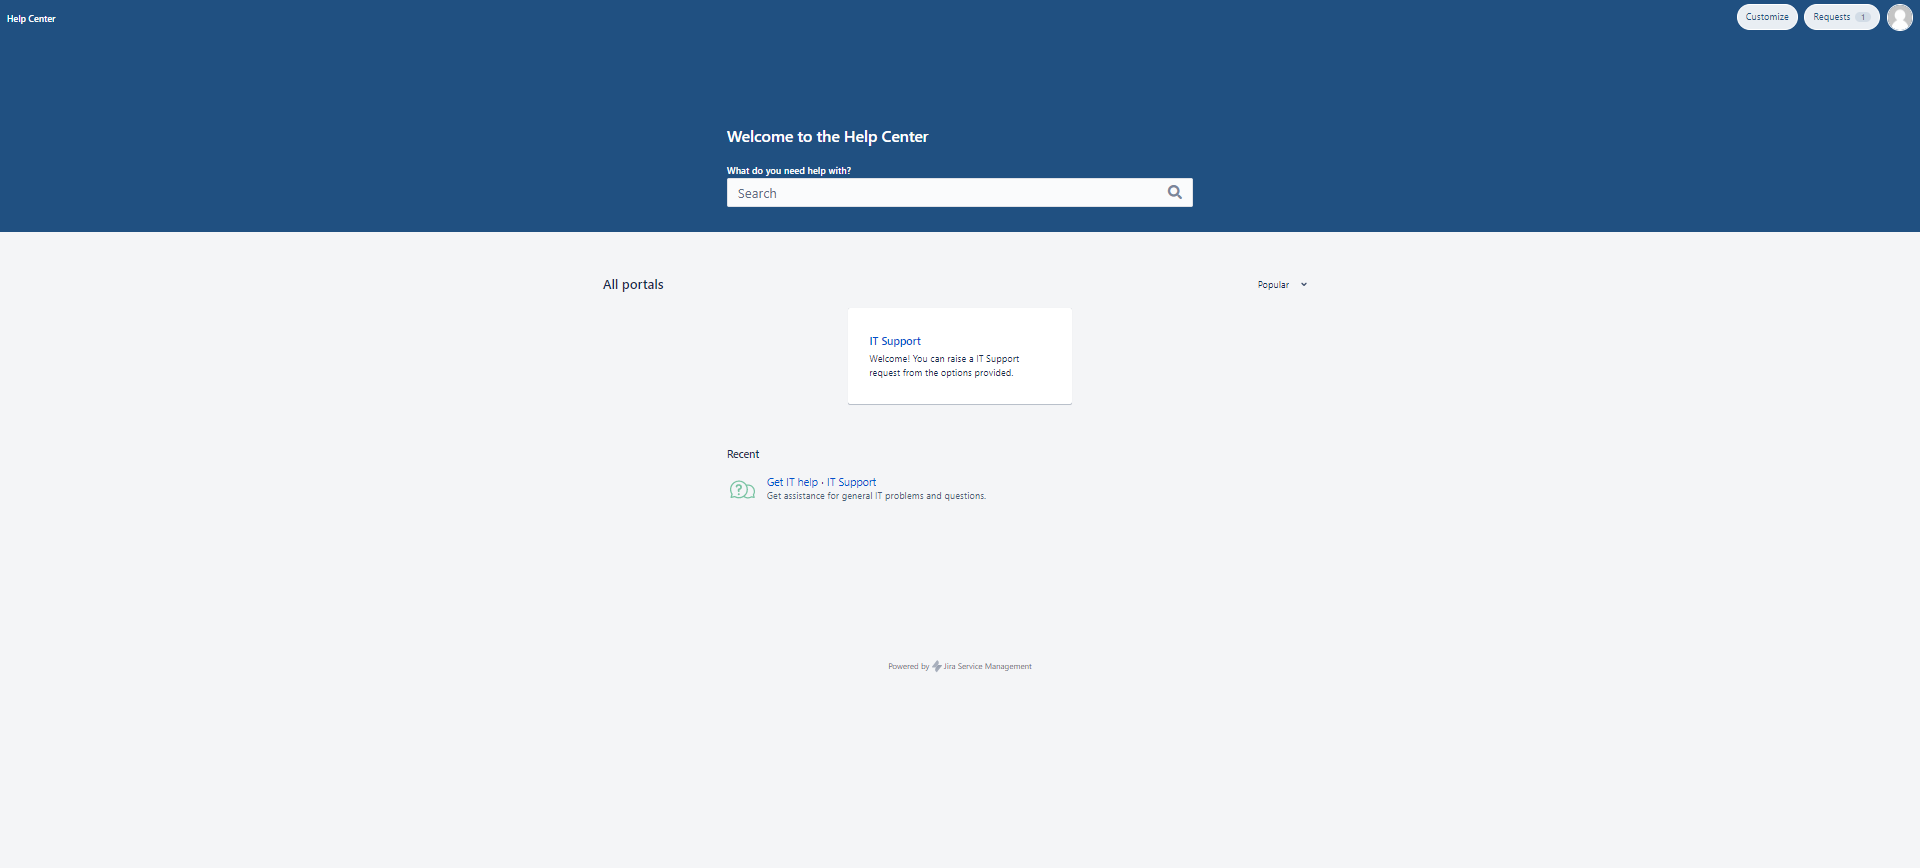 Help Center
Customize
Requests 1
Welcome to the Help Center
What do you need help with?
Search
All portals
Popular
IT Support
Welcome! You can raise a IT Support
request from the options provided.
Recent
Get IT help • IT Support
Get assistance for general IT problems and questions.
Powered by Jira Service Management